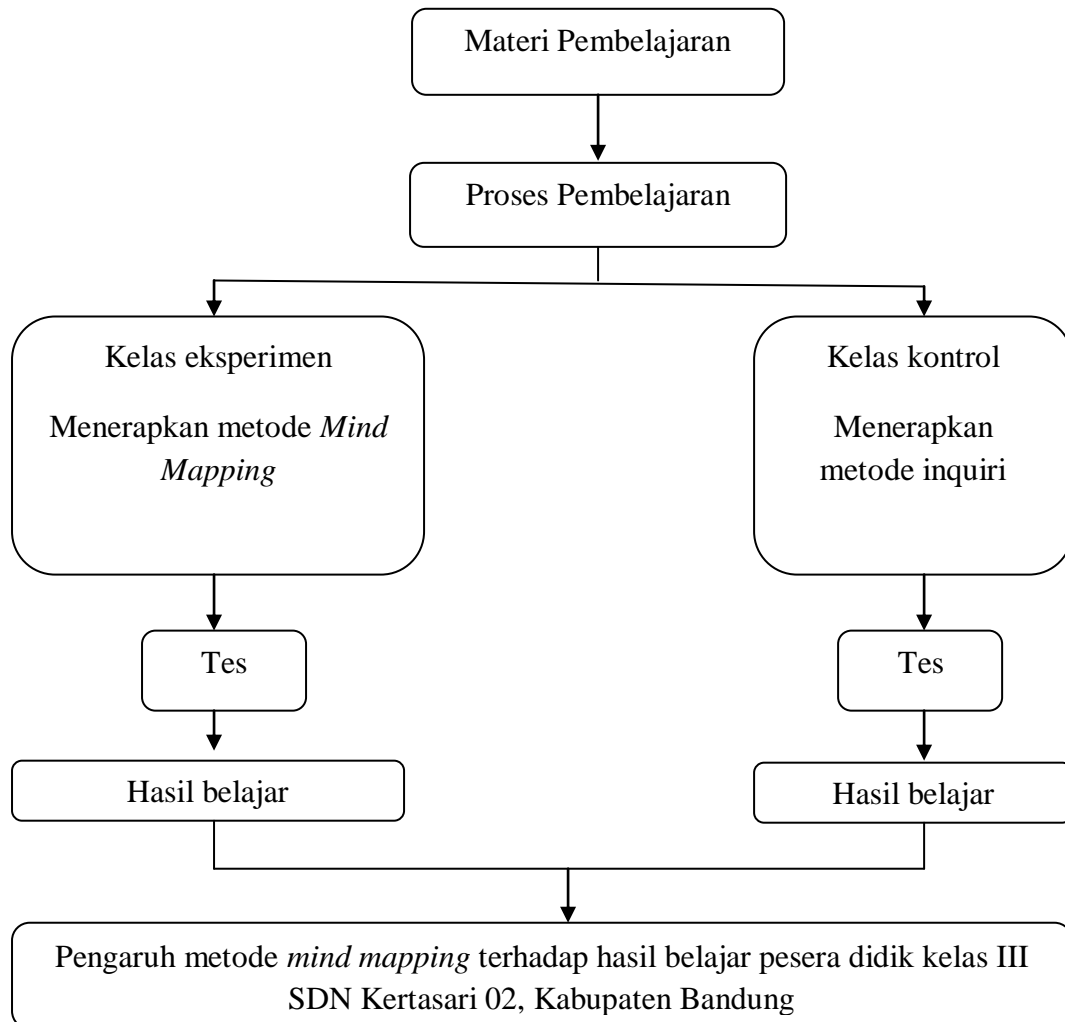 Materi Pembelajaran
Proses Pembelajaran
Kelas eksperimen
Menerapkan metode Mind
Mapping
Kelas kontrol
Menerapkan
metode inquiri
Tes
Tes
Hasil belajar
Hasil belajar
Pengaruh metode mind mapping terhadap hasil belajar pesera didik kelas III
SDN Kertasari 02, Kabupaten Bandung